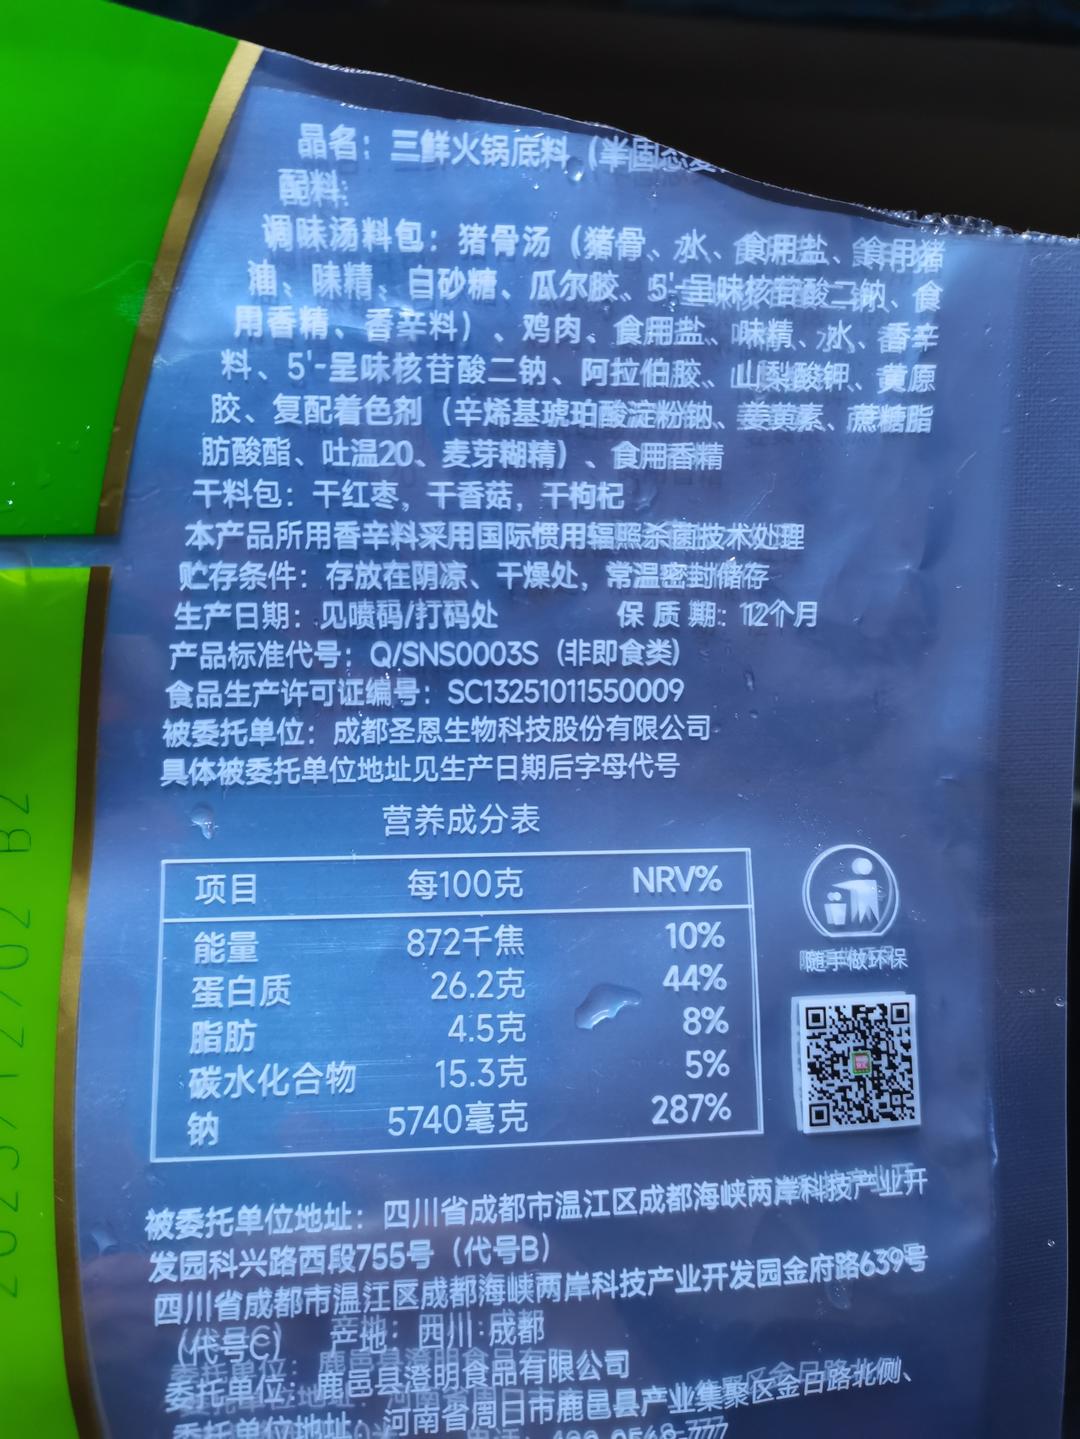 品名：三鲜火锅底料（半固态复
配料：
调味汤料包：猪骨汤（猪骨、水、食用盐、食用猪
油、味精、白砂糖、瓜尔胶、5'-呈味核苷酸二钠、食
用香精、香辛料）、鸡肉、食用盐、味精、水、香辛
料、5'-呈味核苷酸二钠、阿拉伯胶、山梨酸钾、黄原
胶、复配着色剂（辛烯基琥珀酸淀粉钠、姜黄素、蔗糖脂
肪酸酯、吐温20、麦芽糊精）、食用香精
干料包：干红枣，干香菇，干枸杞
本产品所用香辛料采用国际惯用辐照杀菌技术处理
贮存条件：存放在阴凉、干燥处，常温密封储存
生产日期：见喷码/打码处 保质期：12个月
产品标准代号：Q/SNS0003S（非即食类）
食品生产许可证编号：SC13251011550009
被委托单位：成都圣恩生物科技股份有限公司
具体被委托单位地址见生产日期后字母代号
营养成分表
项目 每100克 NRV%
能量 872千焦 10%
蛋白质 26.2克 44%
脂肪 4.5克 8%
碳水化合物 15.3克 5%
钠 5740毫克 287%
随手做环保
被委托单位地址：四川省成都市温江区成都海峡两岸科技产业开
发园科兴路西段755号（代号B）
四川省成都市温江区成都海峡两岸科技产业开发园金府路639号
（代号C） 产地：四川·成都
委托单位：鹿邑县澄明食品有限公司
委托单位地址：河南省周口市鹿邑县产业集聚区金日路北侧、
2023/12/02 B2